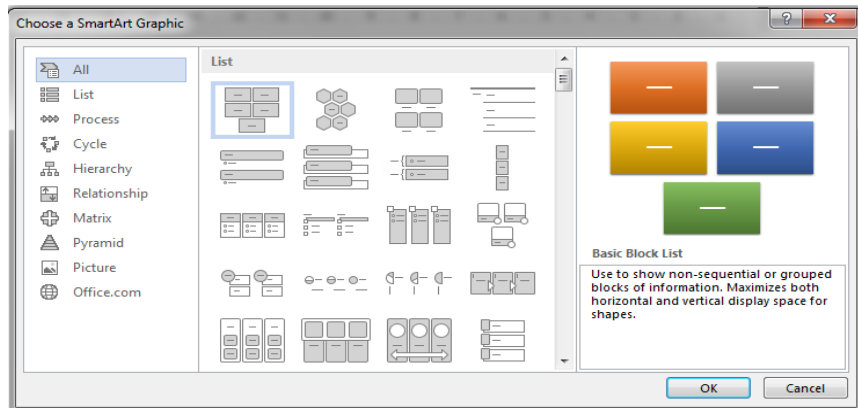 Choose a SmartArt Graphic
All
List
Process
Cycle
Hierarchy
Relationship
Matrix
Pyramid
Picture
Office.com
List
Basic Block List
Use to show non-sequential or grouped
blocks of information. Maximizes both
horizontal and vertical display space for
shapes.
OK
Cancel